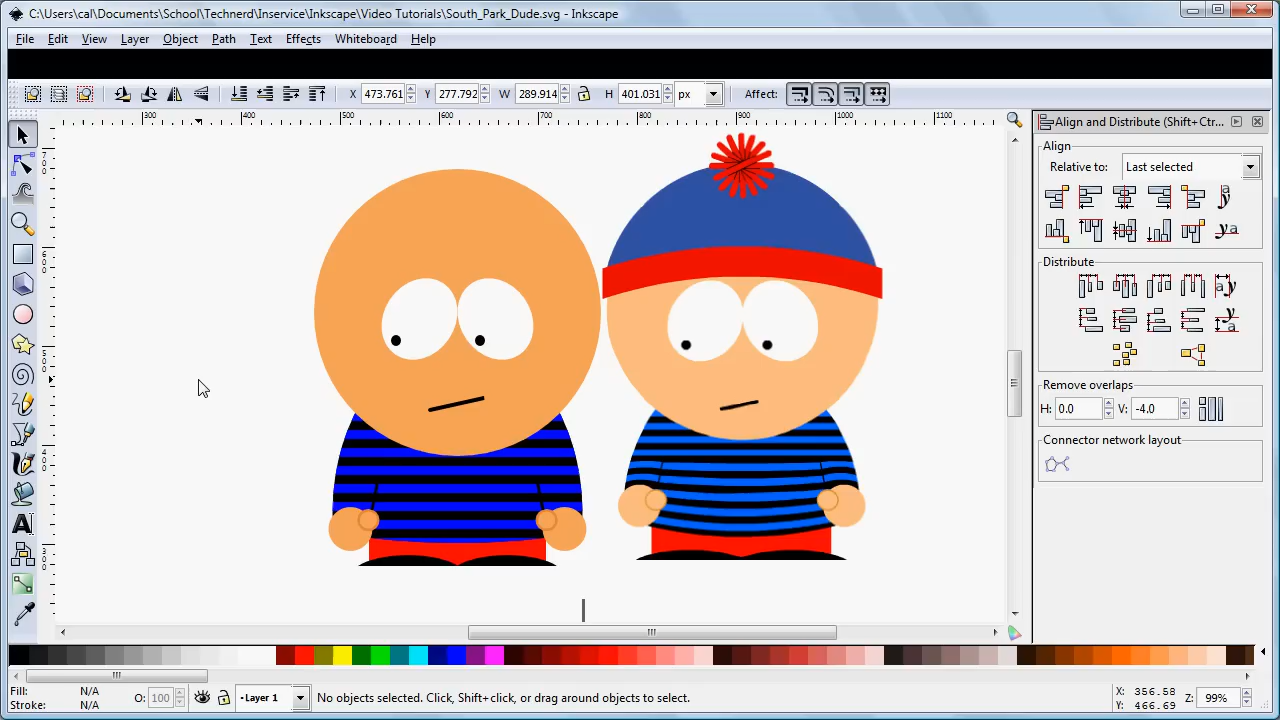 C:\Users\cal\Documents\School\Technerd\Inservice\Inkscape\Video Tutorials\South_Park_Dude.svg - Inkscape
File Edit View Layer Object Path Text Effects Whiteboard Help
X 473.761 Y 277.792 W 289.914 H 401.031 px Affect:
300 400 500 600 700 800 900 1000 1100
Align and Distribute (Shift+Ctr...
Align
Relative to: Last selected
Distribute
Remove overlaps
H: 0.0 V: -4.0
Connector network layout
Fill: N/A
Stroke: N/A
O: 100
Layer 1
No objects selected. Click, Shift+click, or drag around objects to select.
X: 356.58
Y: 466.69
Z: 99%